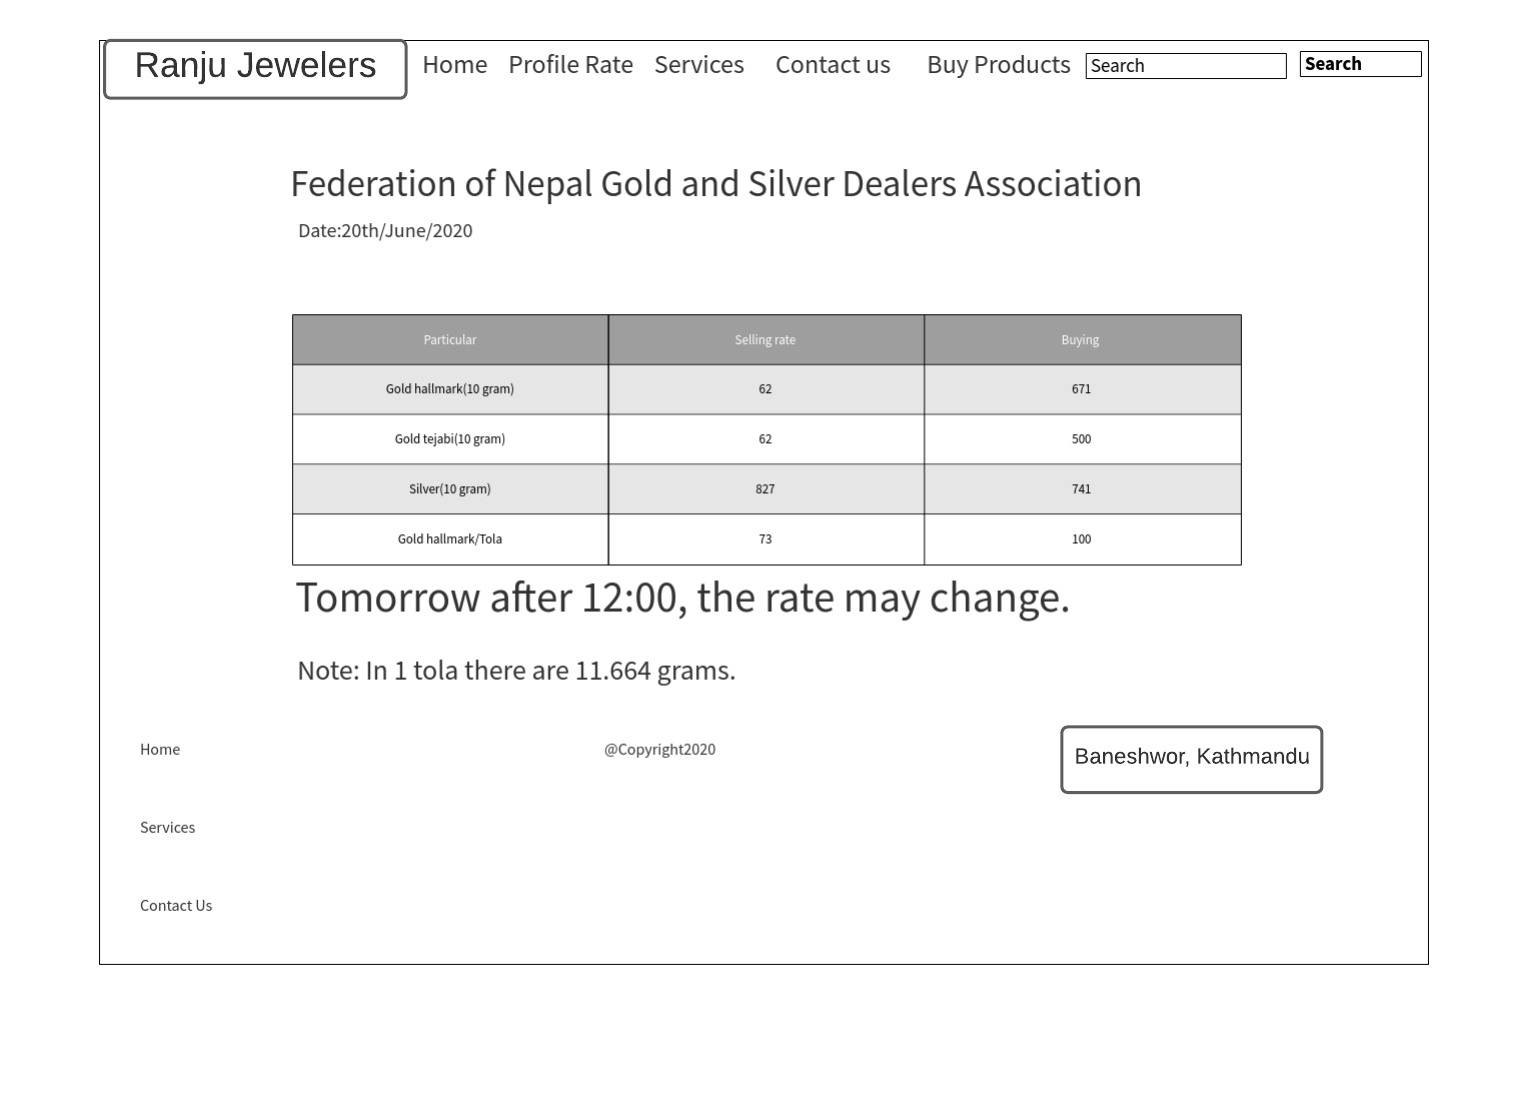 Ranju Jewelers Home Profile Rate Services Contact us Buy Products Search Search
Federation of Nepal Gold and Silver Dealers Association
Date:20th/June/2020
Particular Selling rate Buying
Gold hallmark(10 gram) 62 671
Gold tejabi(10 gram) 62 500
Silver(10 gram) 827 741
Gold hallmark/Tola 73 100
Tomorrow after 12:00, the rate may change.
Note: In 1 tola there are 11.664 grams.
Home @Copyright2020 Baneshwor, Kathmandu
Services
Contact Us